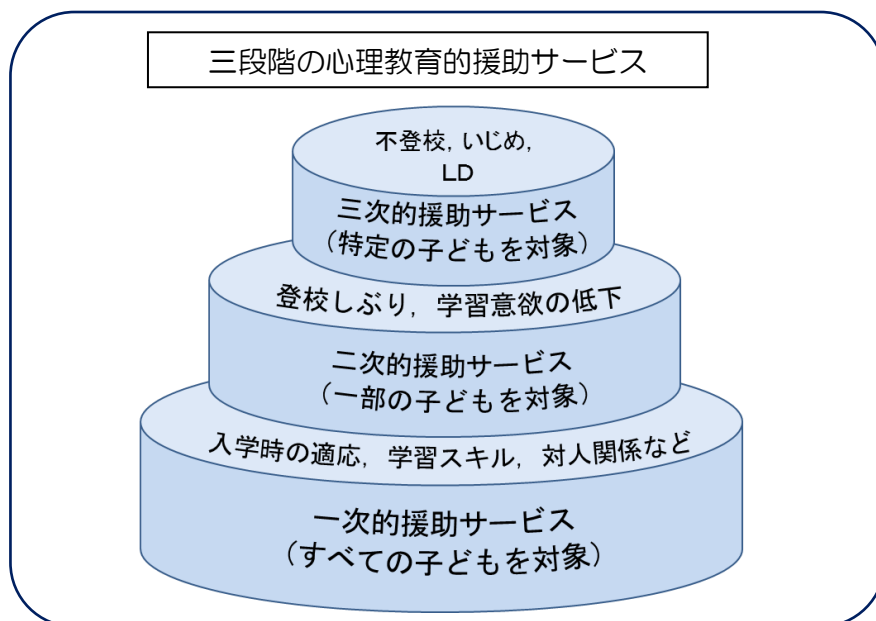 三段階の心理教育的援助サービス
不登校, いじめ,
LD
三次的援助サービス
(特定の子どもを対象)
登校しぶり, 学習意欲の低下
二次的援助サービス
(一部の子どもを対象)
入学時の適応, 学習スキル, 対人関係など
一次的援助サービス
(すべての子どもを対象)